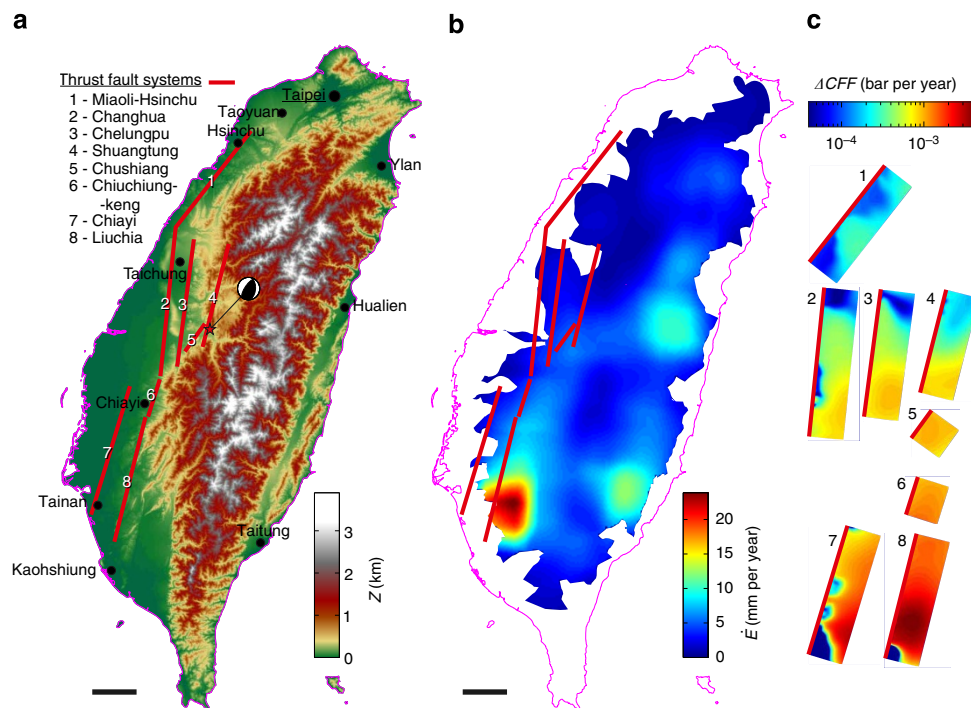 a
Thrust fault systems
1 - Miaoli-Hsinchu
2 - Changhua
3 - Chelungpu
4 - Shuangtung
5 - Chushiang
6 - Chiuchiung-
-keng
7 - Chiayi
8 - Liuchia
Taipei
Taoyuan
Hsinchu
Ylan
1
Taichung
2
3
4
5
Hualien
Chiayi
6
7
8
Tainan
Taitung
Kaohsiung
3
2
1
0
Z (km)
b
20
15
10
5
0
Ė (mm per year)
c
ΔCFF (bar per year)
10⁻⁴
10⁻³
1
2
3
4
5
6
7
8